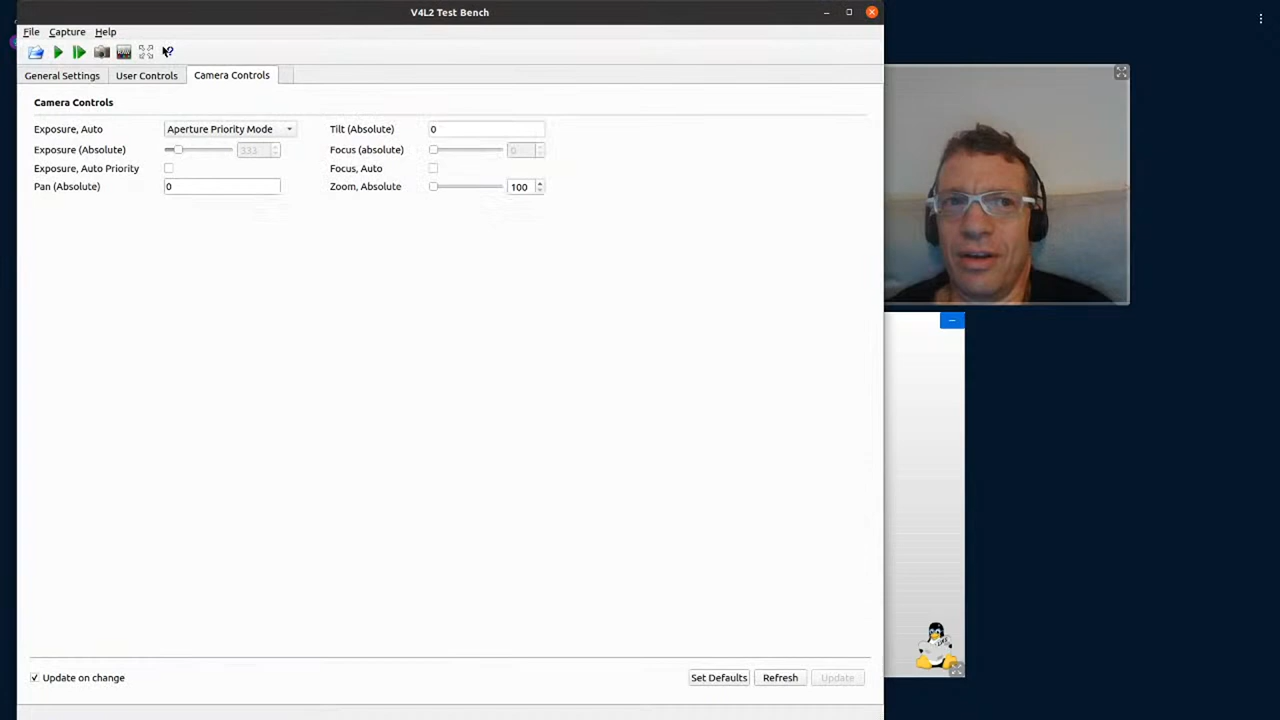 V4L2 Test Bench
File Capture Help
General Settings User Controls Camera Controls
Camera Controls
Exposure, Auto Aperture Priority Mode Tilt (Absolute) 0
Exposure (Absolute) 333 Focus (absolute) 0
Exposure, Auto Priority Focus, Auto
Pan (Absolute) 0 Zoom, Absolute 100
Update on change Set Defaults Refresh Update